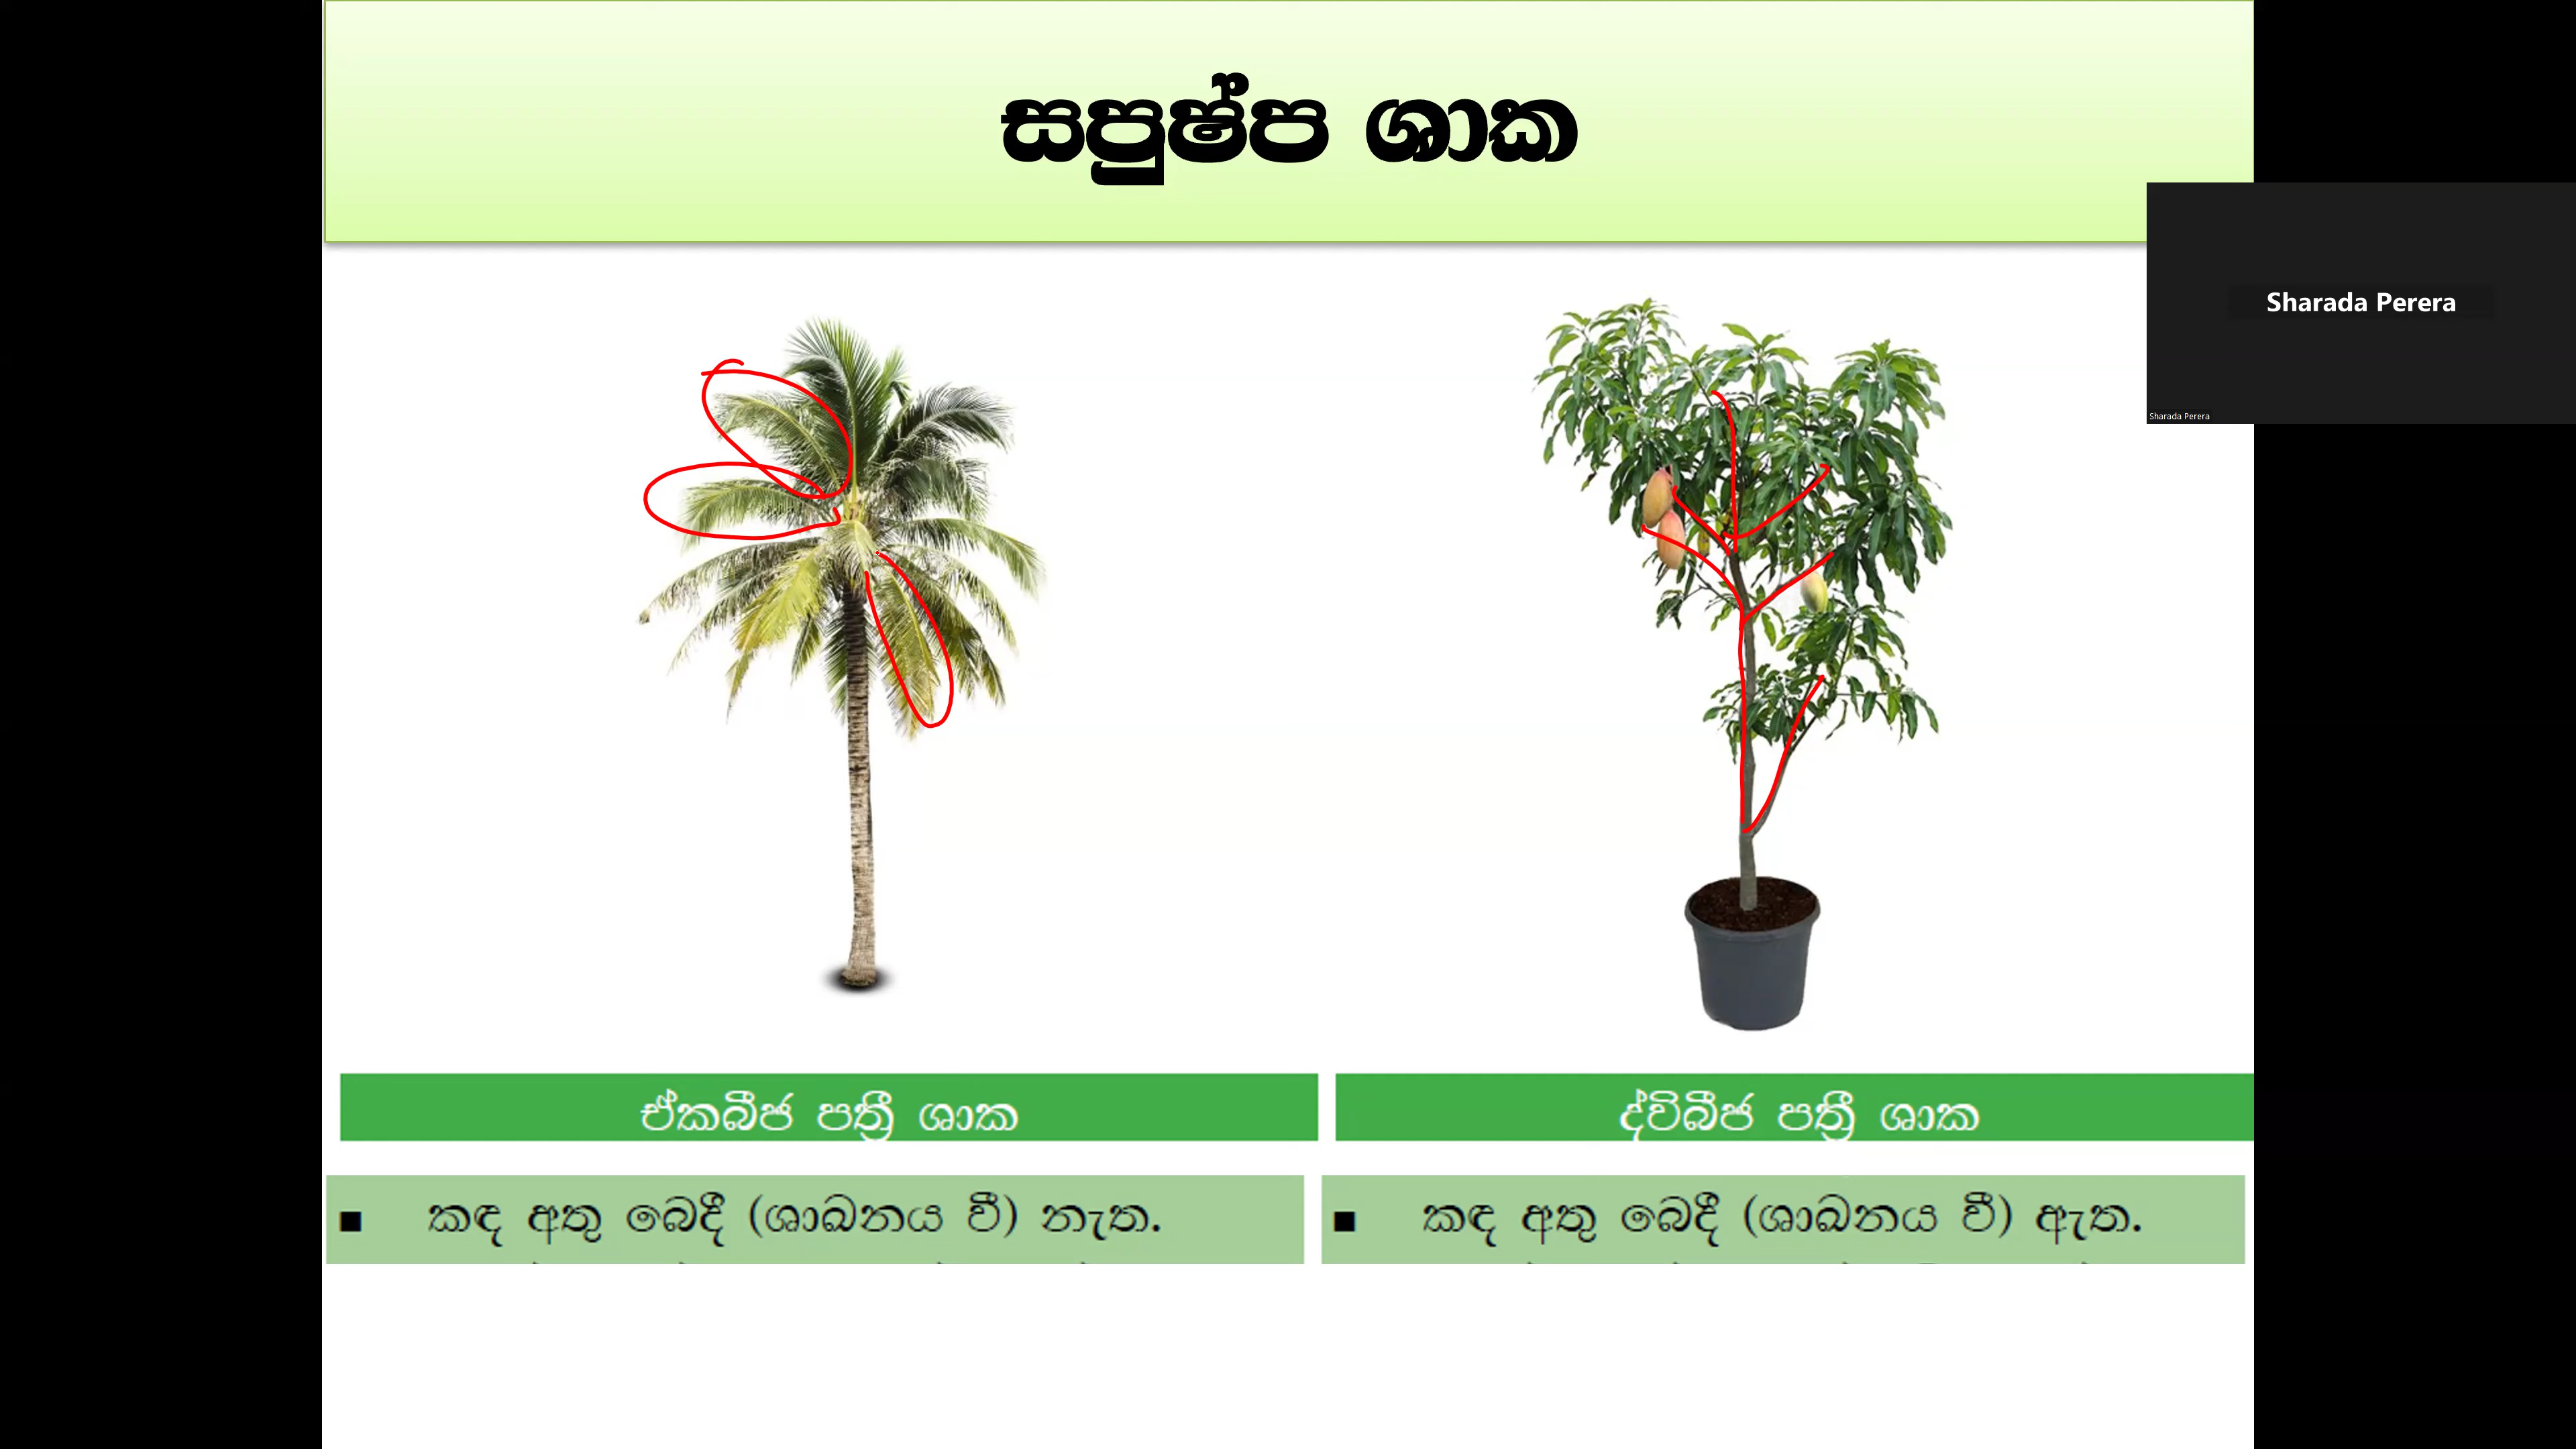 සපුෂ්ප ශාක
Sharada Perera
Sharada Perera
ඒකබීජ පත්‍රී ශාක
ද්විබීජ පත්‍රී ශාක
■ කඳ අතු බෙදී (ශාඛනය වී) නැත.
■ කඳ අතු බෙදී (ශාඛනය වී) ඇත.